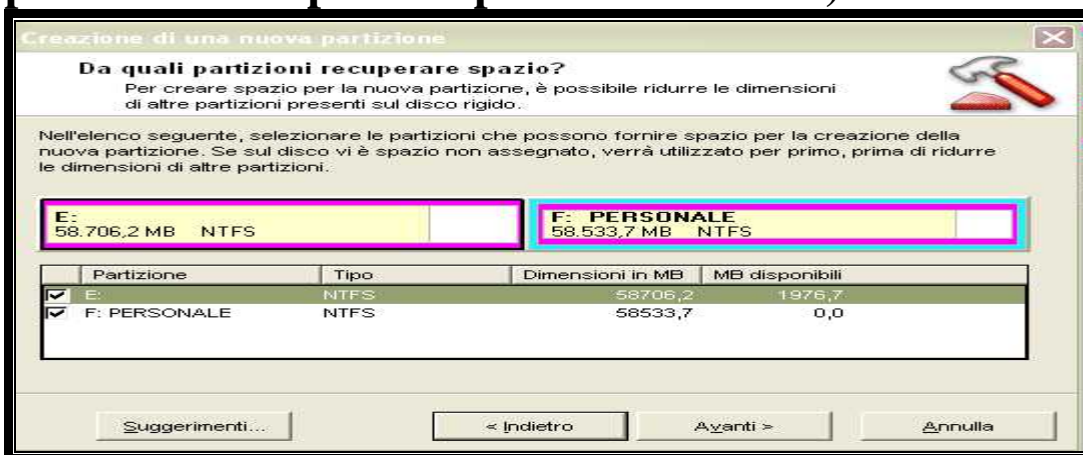 Creazione di una nuova partizione
Da quali partizioni recuperare spazio?
Per creare spazio per la nuova partizione, è possibile ridurre le dimensioni
di altre partizioni presenti sul disco rigido.
Nell'elenco seguente, selezionare le partizioni che possono fornire spazio per la creazione della
nuova partizione. Se sul disco vi è spazio non assegnato, verrà utilizzato per primo, prima di ridurre
le dimensioni di altre partizioni.
E: F: PERSONALE
58.706,2 MB NTFS 58.533,7 MB NTFS
Partizione Tipo Dimensioni in MB MB disponibili
E: NTFS 58706,2 1976,7
F: PERSONALE NTFS 58533,7 0,0
Suggerimenti... < Indietro Avanti > Annulla